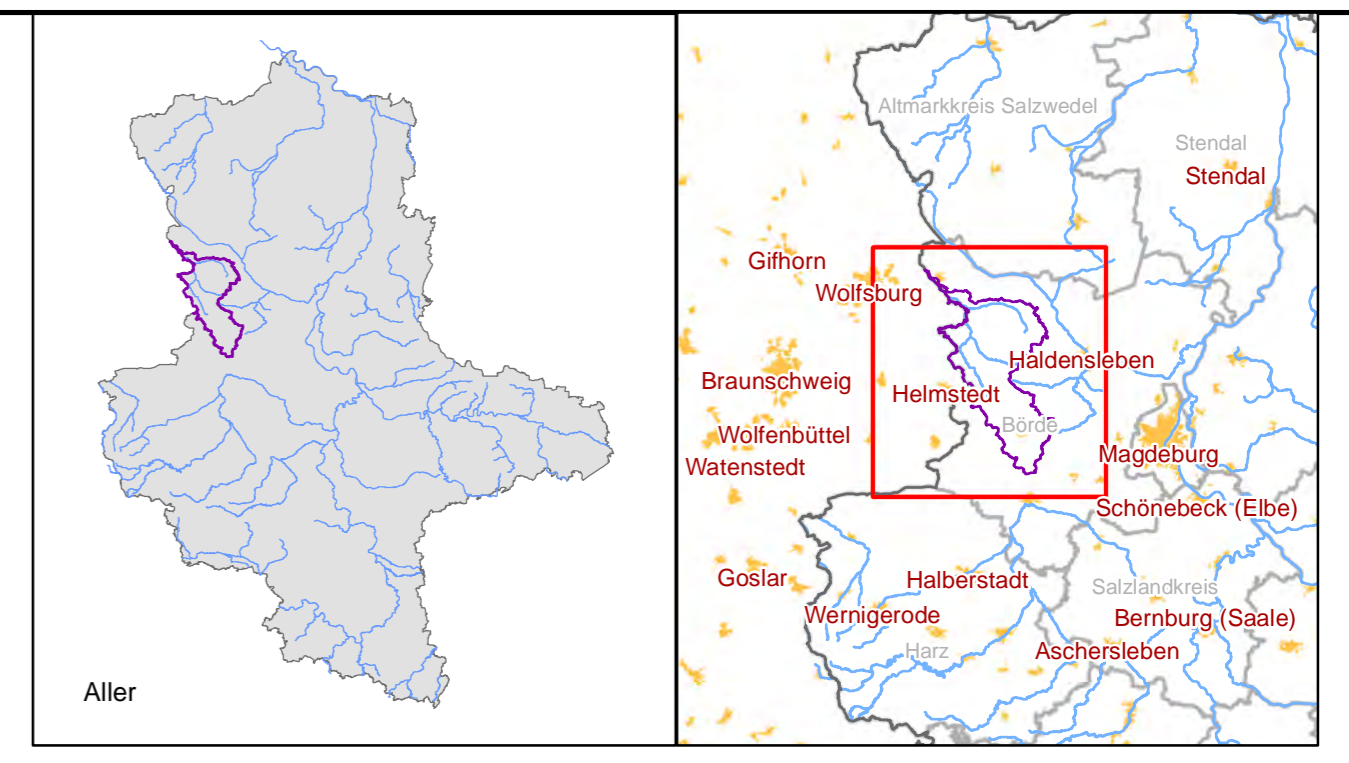 Aller
Altmarkkreis Salzwedel
Stendal
Stendal
Gifhorn
Wolfsburg
Haldensleben
Braunschweig
Helmstedt
Börde
Wolfenbüttel
Magdeburg
Watenstedt
Schönebeck (Elbe)
Goslar
Halberstadt
Salzlandkreis
Wernigerode
Bernburg (Saale)
Harz
Aschersleben